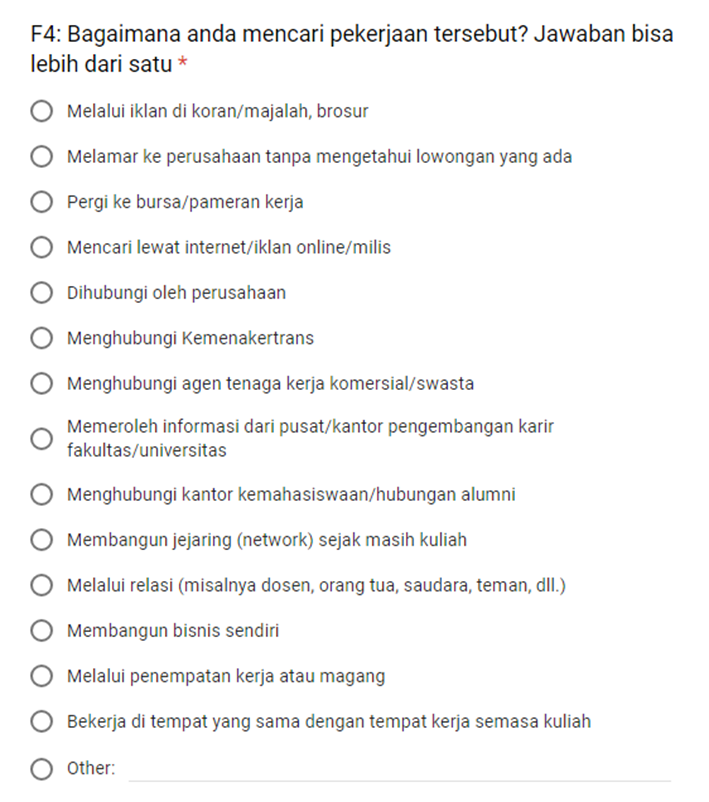 F4: Bagaimana anda mencari pekerjaan tersebut? Jawaban bisa
lebih dari satu *
Melalui iklan di koran/majalah, brosur
Melamar ke perusahaan tanpa mengetahui lowongan yang ada
Pergi ke bursa/pameran kerja
Mencari lewat internet/iklan online/milis
Dihubungi oleh perusahaan
Menghubungi Kemenakertrans
Menghubungi agen tenaga kerja komersial/swasta
Memeroleh informasi dari pusat/kantor pengembangan karir
fakultas/universitas
Menghubungi kantor kemahasiswaan/hubungan alumni
Membangun jejaring (network) sejak masih kuliah
Melalui relasi (misalnya dosen, orang tua, saudara, teman, dll.)
Membangun bisnis sendiri
Melalui penempatan kerja atau magang
Bekerja di tempat yang sama dengan tempat kerja semasa kuliah
Other: